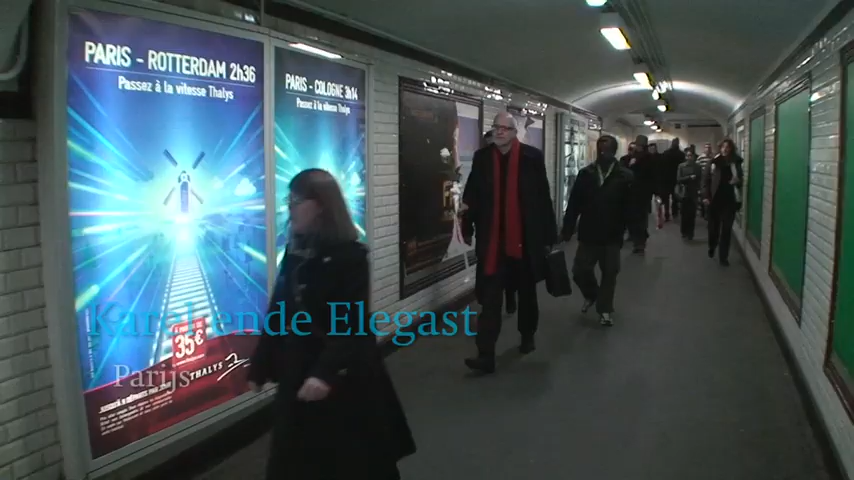 PARIS - ROTTERDAM 2h36
Passez à la vitesse Thalys
PARIS - COLOGNE 3h14
Passez à la vitesse Thalys
Karel ende Elegast
35€
THALYS
Parijs